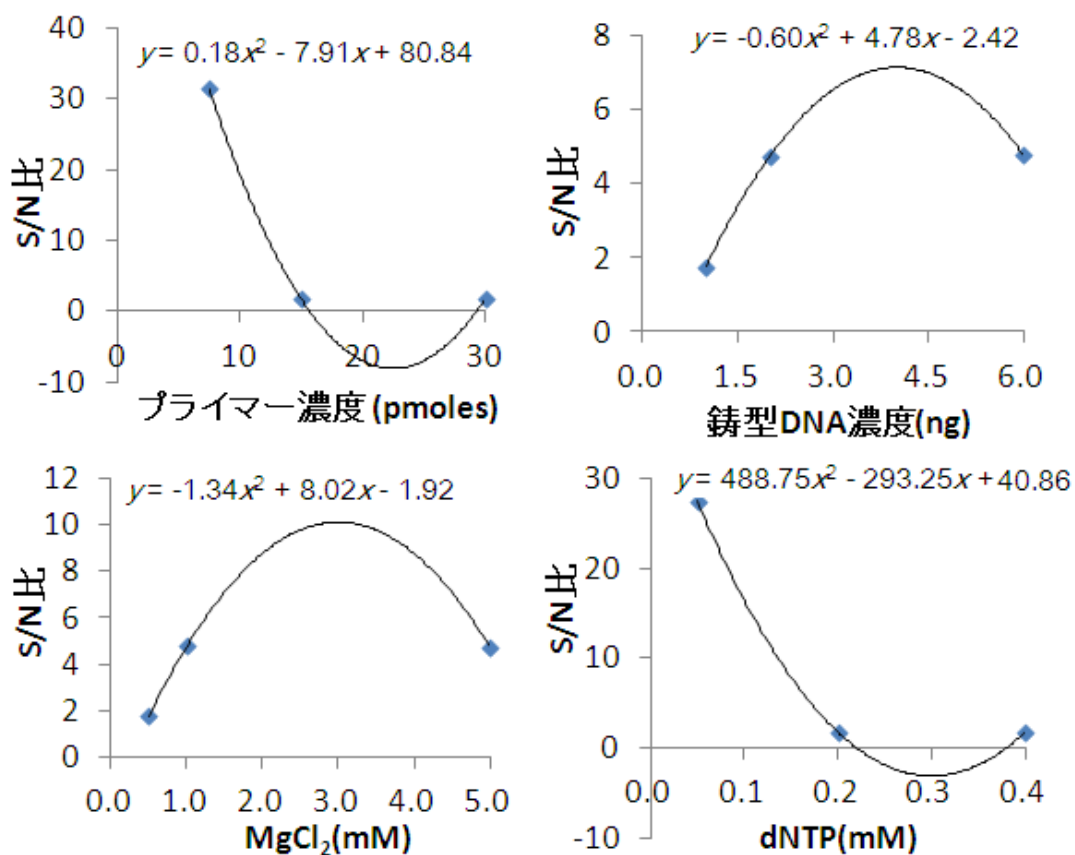 y = 0.18x² - 7.91x + 80.84
40
30
20
10
0
-10
0 10 20 30
S/N比
プライマー濃度 (pmoles)
y = -0.60x² + 4.78x - 2.42
8
6
4
2
0
0.0 1.5 3.0 4.5 6.0
S/N比
鋳型DNA濃度(ng)
y = -1.34x² + 8.02x - 1.92
12
10
8
6
4
2
0
0.0 1.0 2.0 3.0 4.0 5.0
S/N比
MgCl₂(mM)
y = 488.75x² - 293.25x + 40.86
30
20
10
0
-10
0.0 0.1 0.2 0.3 0.4
S/N比
dNTP(mM)